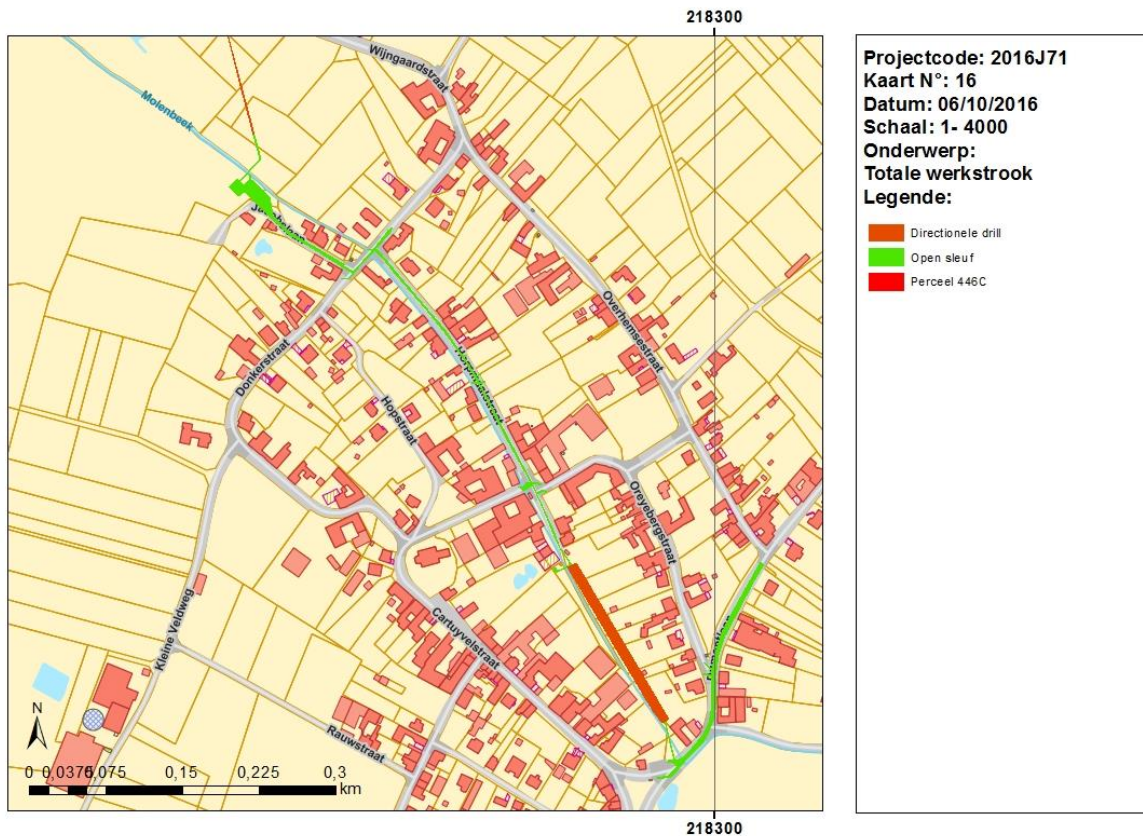 218300
Wijngaardstraat
Molenbeek
Overhemsestraat
Donkerstraat
Hopstraat
Oreyebergstraat
Cartuyvelstraat
Kleine Veldweg
Rauwstraat
N
0 0,0375 0,075 0,15 0,225 0,3
km
218300
Projectcode: 2016J71
Kaart N°: 16
Datum: 06/10/2016
Schaal: 1- 4000
Onderwerp:
Totale werkstrook
Legende:
Directionele drill
Open sleuf
Perceel 446C